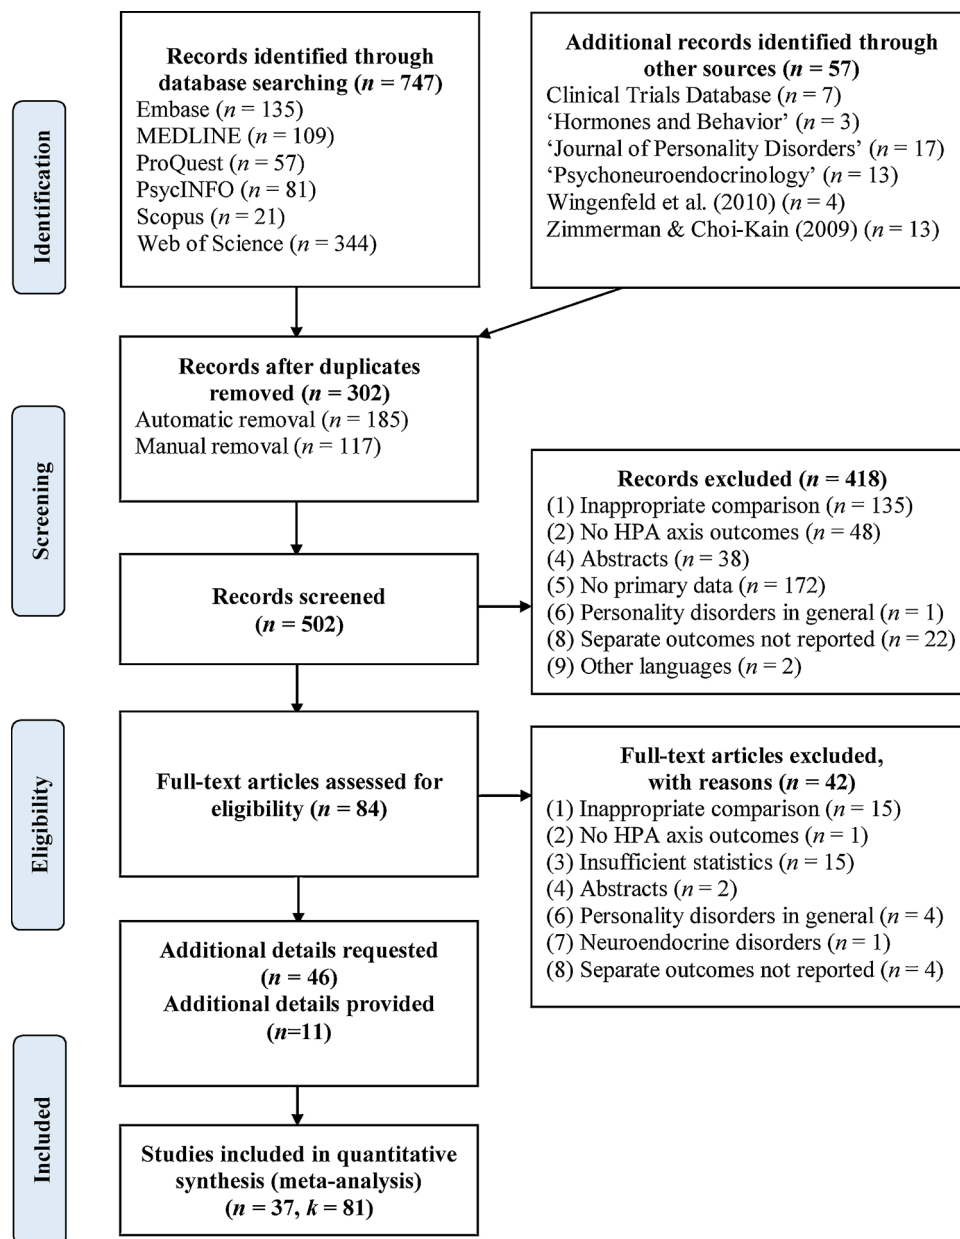 Identification
Records identified through
database searching (n = 747)
Embase (n = 135)
MEDLINE (n = 109)
ProQuest (n = 57)
PsycINFO (n = 81)
Scopus (n = 21)
Web of Science (n = 344)
Additional records identified through
other sources (n = 57)
Clinical Trials Database (n = 7)
‘Hormones and Behavior’ (n = 3)
‘Journal of Personality Disorders’ (n = 17)
‘Psychoneuroendocrinology’ (n = 13)
Wingenfeld et al. (2010) (n = 4)
Zimmerman & Choi-Kain (2009) (n = 13)
Screening
Records after duplicates
removed (n = 302)
Automatic removal (n = 185)
Manual removal (n = 117)
Records screened
(n = 502)
Records excluded (n = 418)
(1) Inappropriate comparison (n = 135)
(2) No HPA axis outcomes (n = 48)
(4) Abstracts (n = 38)
(5) No primary data (n = 172)
(6) Personality disorders in general (n = 1)
(8) Separate outcomes not reported (n = 22)
(9) Other languages (n = 2)
Eligibility
Full-text articles assessed for
eligibility (n = 84)
Full-text articles excluded,
with reasons (n = 42)
(1) Inappropriate comparison (n = 15)
(2) No HPA axis outcomes (n = 1)
(3) Insufficient statistics (n = 15)
(4) Abstracts (n = 2)
(6) Personality disorders in general (n = 4)
(7) Neuroendocrine disorders (n = 1)
(8) Separate outcomes not reported (n = 4)
Additional details requested
(n = 46)
Additional details provided
(n=11)
Included
Studies included in quantitative
synthesis (meta-analysis)
(n = 37, k = 81)